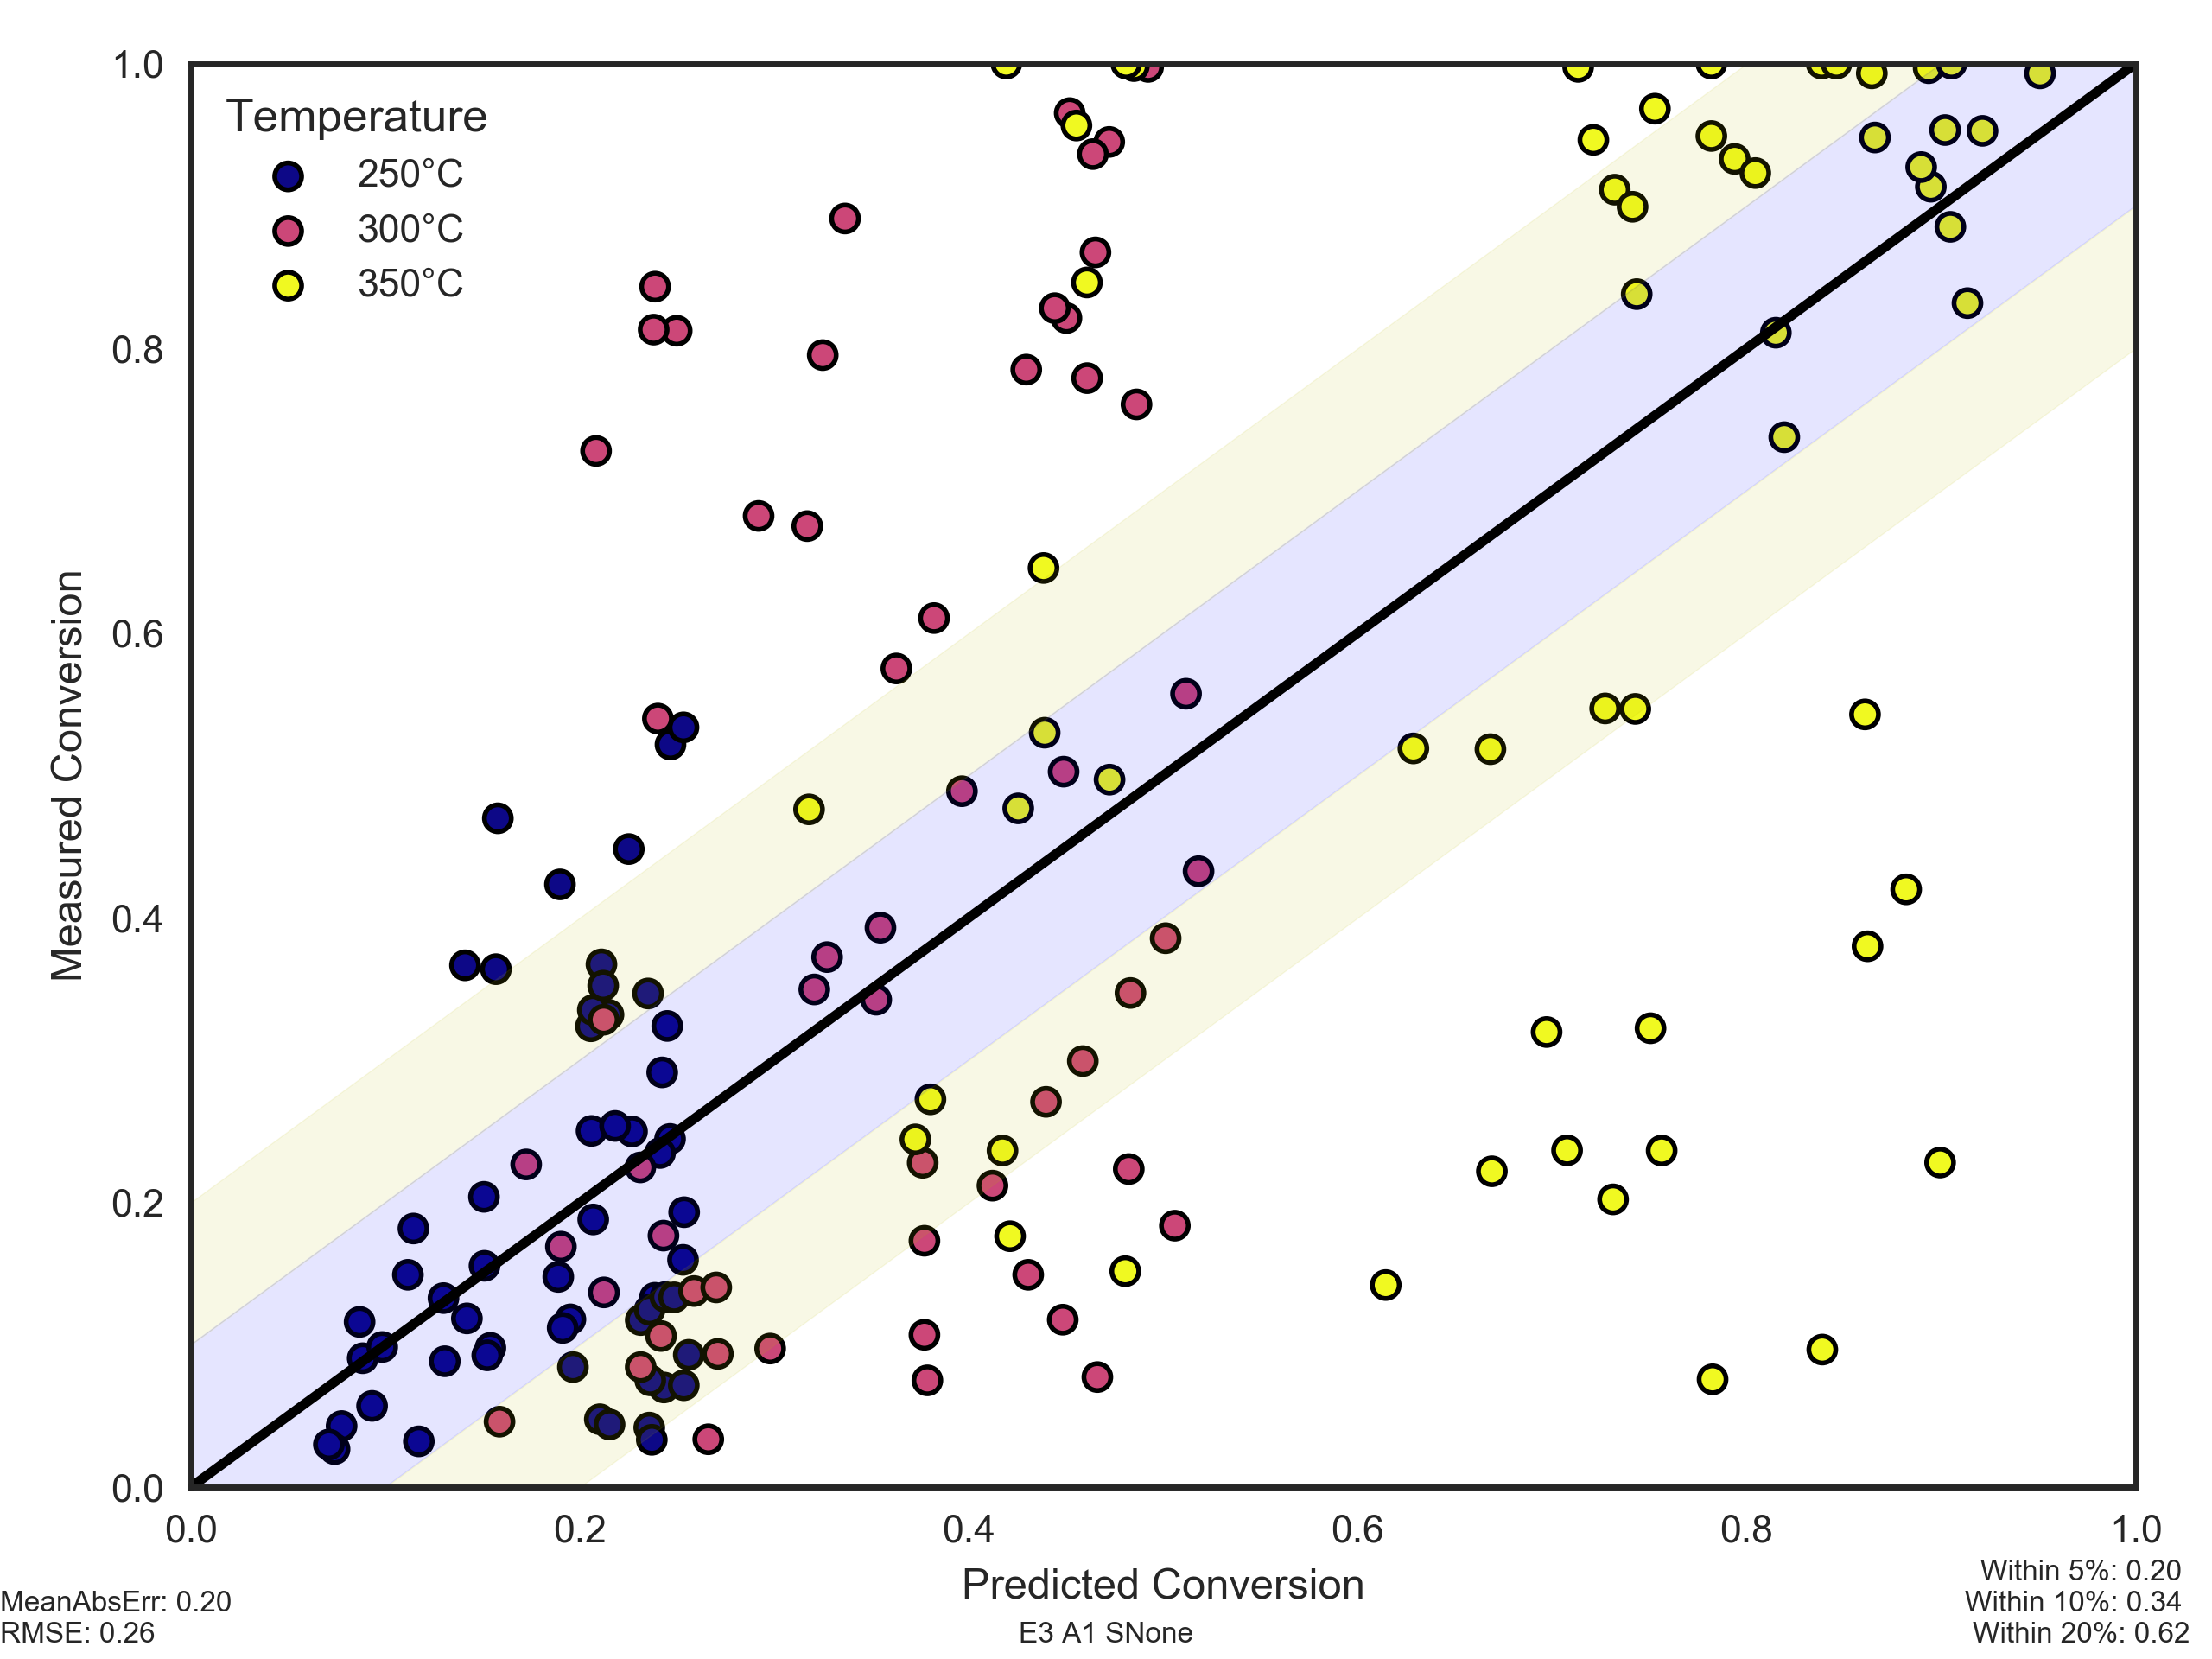 1.0
0.8
0.6
0.4
0.2
0.0
Measured Conversion
Temperature
250°C
300°C
350°C
0.0 0.2 0.4 0.6 0.8 1.0
Predicted Conversion
E3 A1 SNone
MeanAbsErr: 0.20
RMSE: 0.26
Within 5%: 0.20
Within 10%: 0.34
Within 20%: 0.62